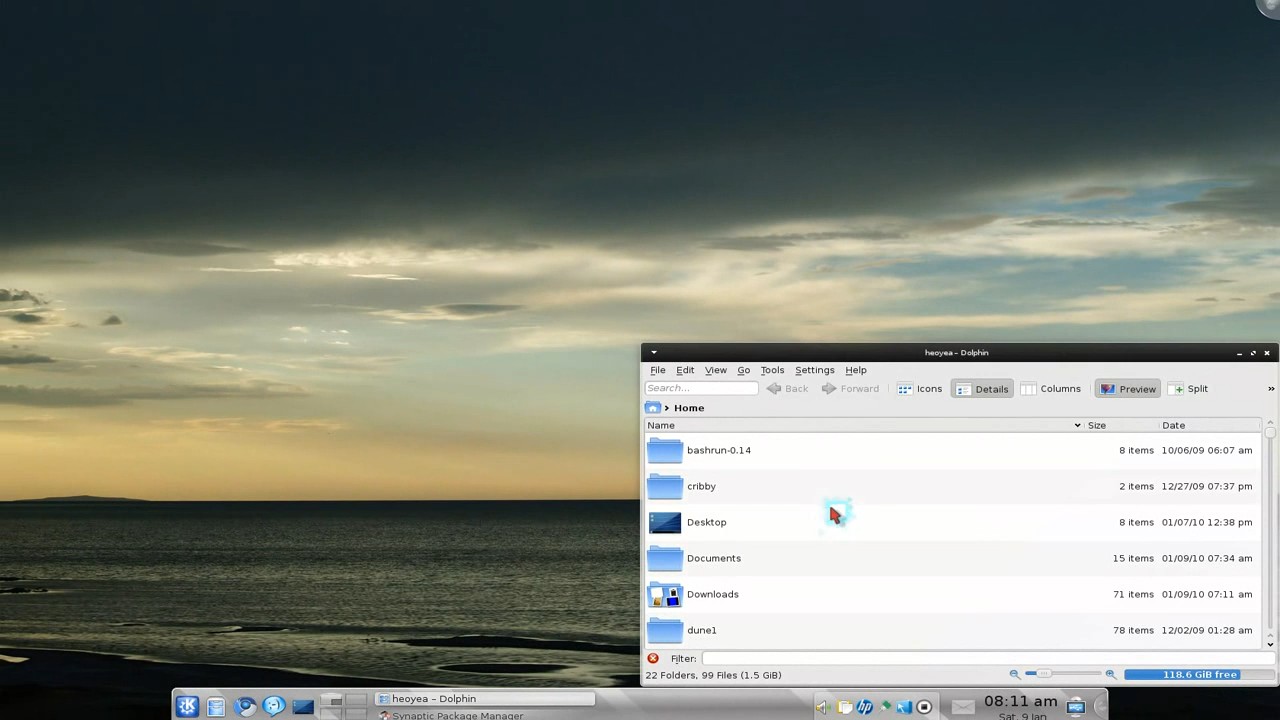 heoyea – Dolphin
File Edit View Go Tools Settings Help
Search... Back Forward Icons Details Columns Preview Split »
Home
Name Size Date
bashrun-0.14 8 items 10/06/09 06:07 am
cribby 2 items 12/27/09 07:37 pm
Desktop 8 items 01/07/10 12:38 pm
Documents 15 items 01/09/10 07:34 am
Downloads 71 items 01/09/10 07:11 am
dune1 78 items 12/02/09 01:28 am
Filter:
22 Folders, 99 Files (1.5 GiB) 118.6 GiB free
heoyea – Dolphin
Synaptic Package Manager
hp
08:11 am
Sat, 9 Jan